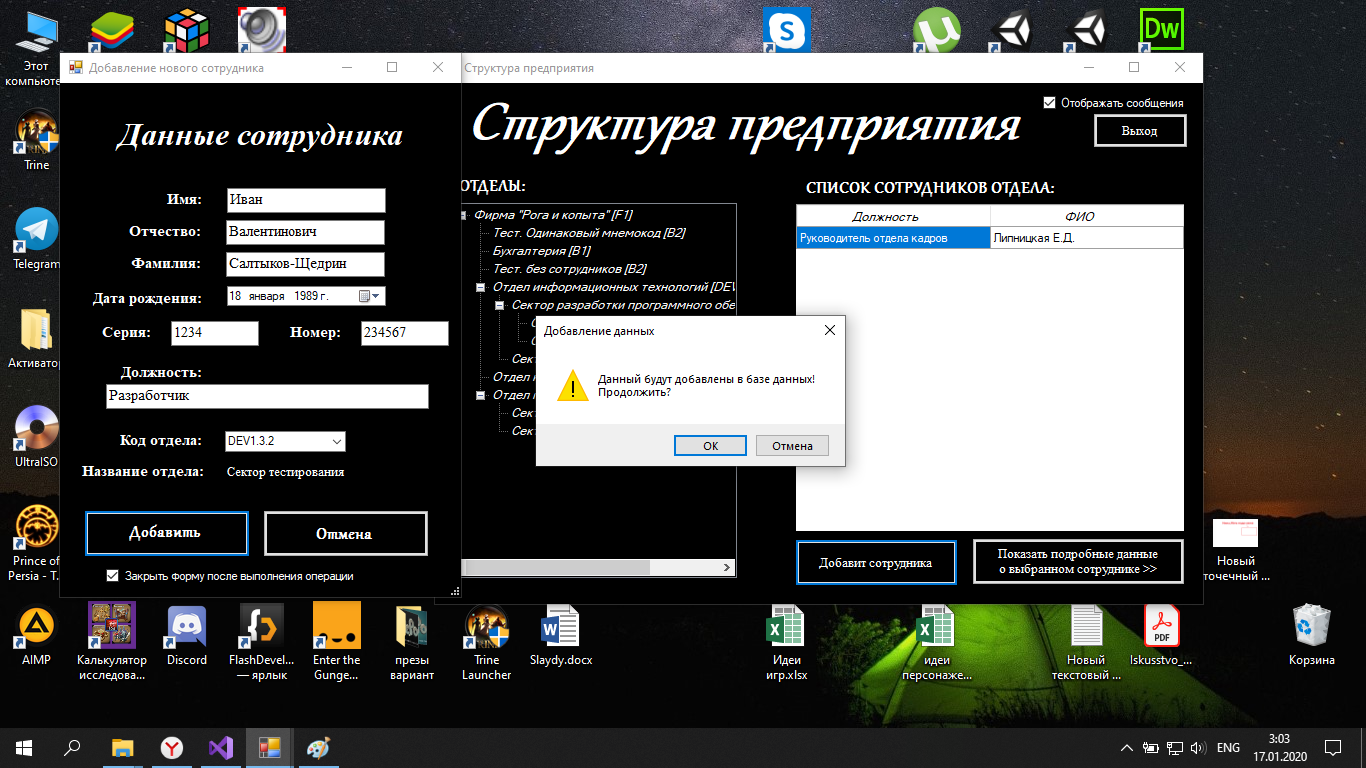 Этот
компьюте
Trine
Telegram
Активато
UltraISO
Prince of
Persia - T...
Dw
Добавление нового сотрудника
Данные сотрудника
Имя: Иван
Отчество: Валентинович
Фамилия: Салтыков-Щедрин
Дата рождения: 18 января 1989 г.
Серия: 1234 Номер: 234567
Должность:
Разработчик
Код отдела: DEV1.3.2
Название отдела: Сектор тестирования
Добавить Отмена
Закрыть форму после выполнения операции
Структура предприятия
Отображать сообщения
Структура предприятия
Выход
ОТДЕЛЫ:
Фирма "Рога и копыта" [F1]
Тест. Одинаковый мнемокод [B2]
Бухгалтерия [B1]
Тест. без сотрудников [B2]
Отдел информационных технологий [DEV
Сектор разработки программного обе
Сект
Отдел
Отдел
Сект
Сект
СПИСОК СОТРУДНИКОВ ОТДЕЛА:
Должность ФИО
Руководитель отдела кадров Липницкая Е.Д.
Добавит сотрудника
Показать подробные данные
о выбранном сотруднике >>
Добавление данных
Данный будут добавлены в базе данных!
Продолжить?
OK Отмена
Новый
точечный ...
AIMP
Калькулятор
исследова...
Discord
FlashDevel...
— ярлык
Enter the
Gunge...
презы
вариант
Trine
Launcher
Slaydy.docx
Идеи
игр.xlsx
идеи
персонаже...
Новый
текстовый ...
PDF
Iskusstvo_...
Корзина
ENG
3:03
17.01.2020